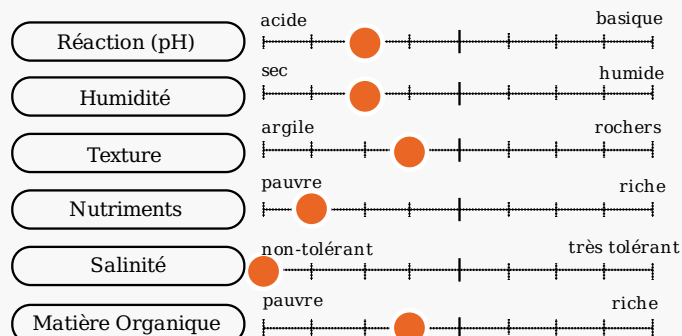 acide basique
Réaction (pH)
sec humide
Humidité
argile rochers
Texture
pauvre riche
Nutriments
non-tolérant très tolérant
Salinité
pauvre riche
Matière Organique